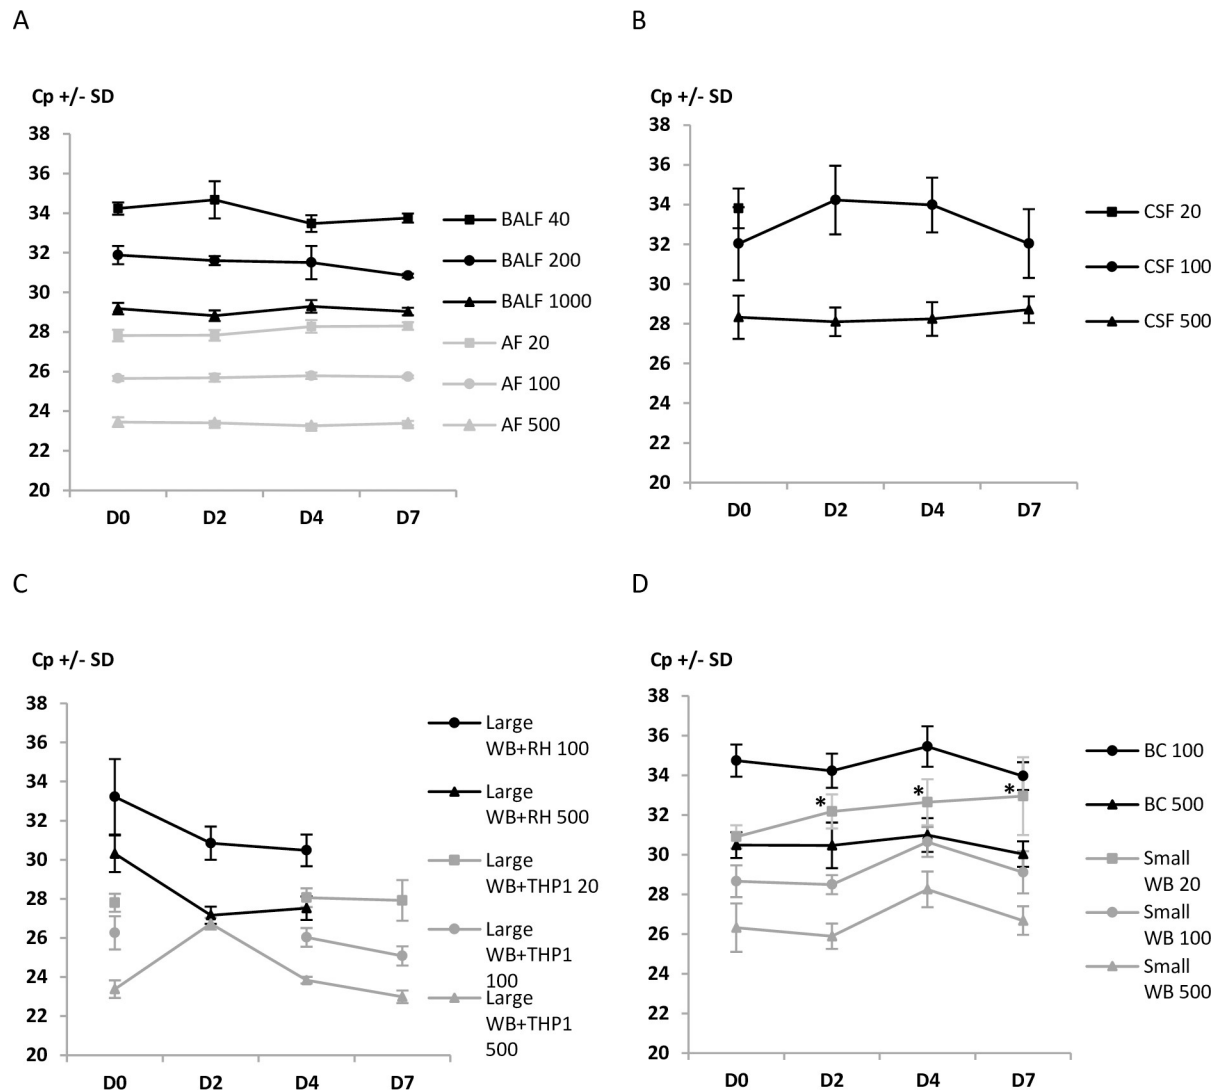 A
Cp +/- SD
38
36
34
32
30
28
26
24
22
20
D0 D2 D4 D7
BALF 40
BALF 200
BALF 1000
AF 20
AF 100
AF 500
B
Cp +/- SD
38
36
34
32
30
28
26
24
22
20
D0 D2 D4 D7
CSF 20
CSF 100
CSF 500
C
Cp +/- SD
38
36
34
32
30
28
26
24
22
20
D0 D2 D4 D7
Large
WB+RH 100
Large
WB+RH 500
Large
WB+THP1 20
Large
WB+THP1
100
Large
WB+THP1
500
D
Cp +/- SD
38
36
34
32
30
28
26
24
22
20
* * *
D0 D2 D4 D7
BC 100
BC 500
Small
WB 20
Small
WB 100
Small
WB 500